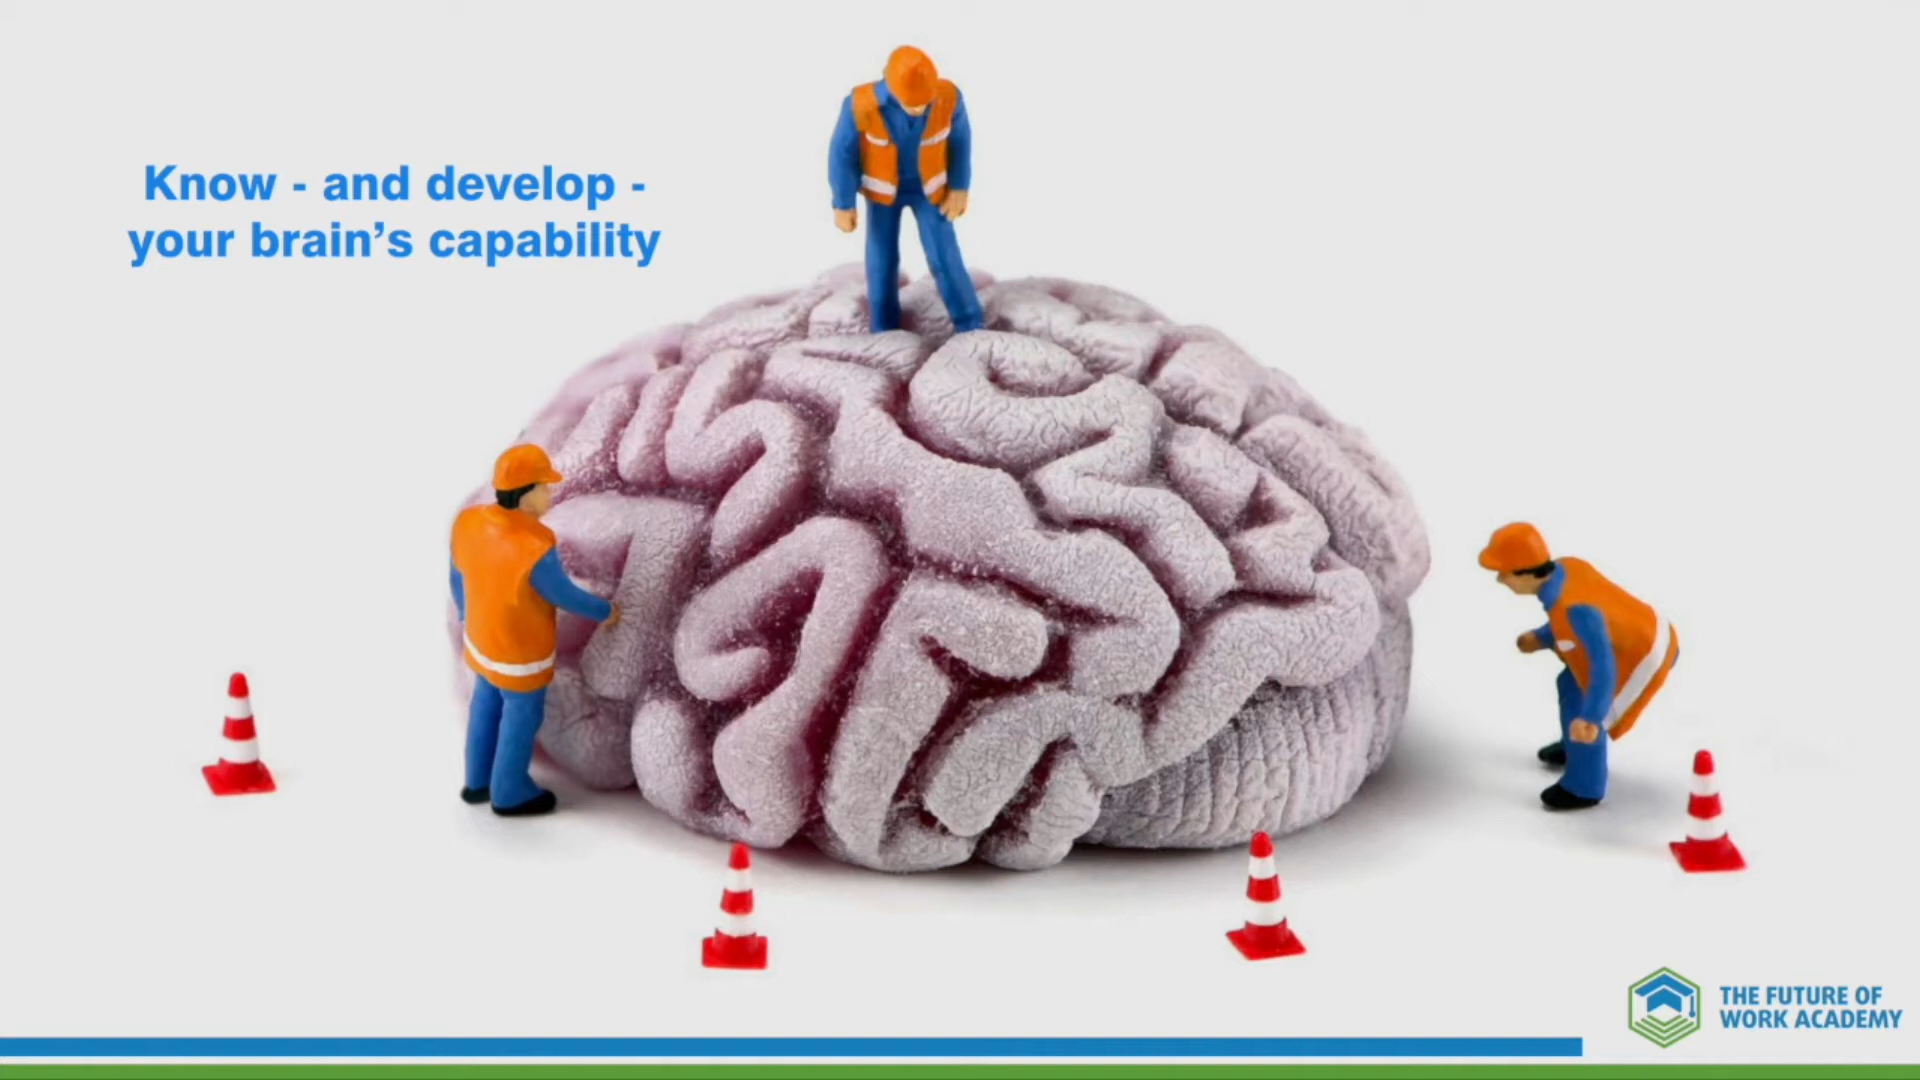 Know - and develop -
your brain’s capability
THE FUTURE OF
WORK ACADEMY